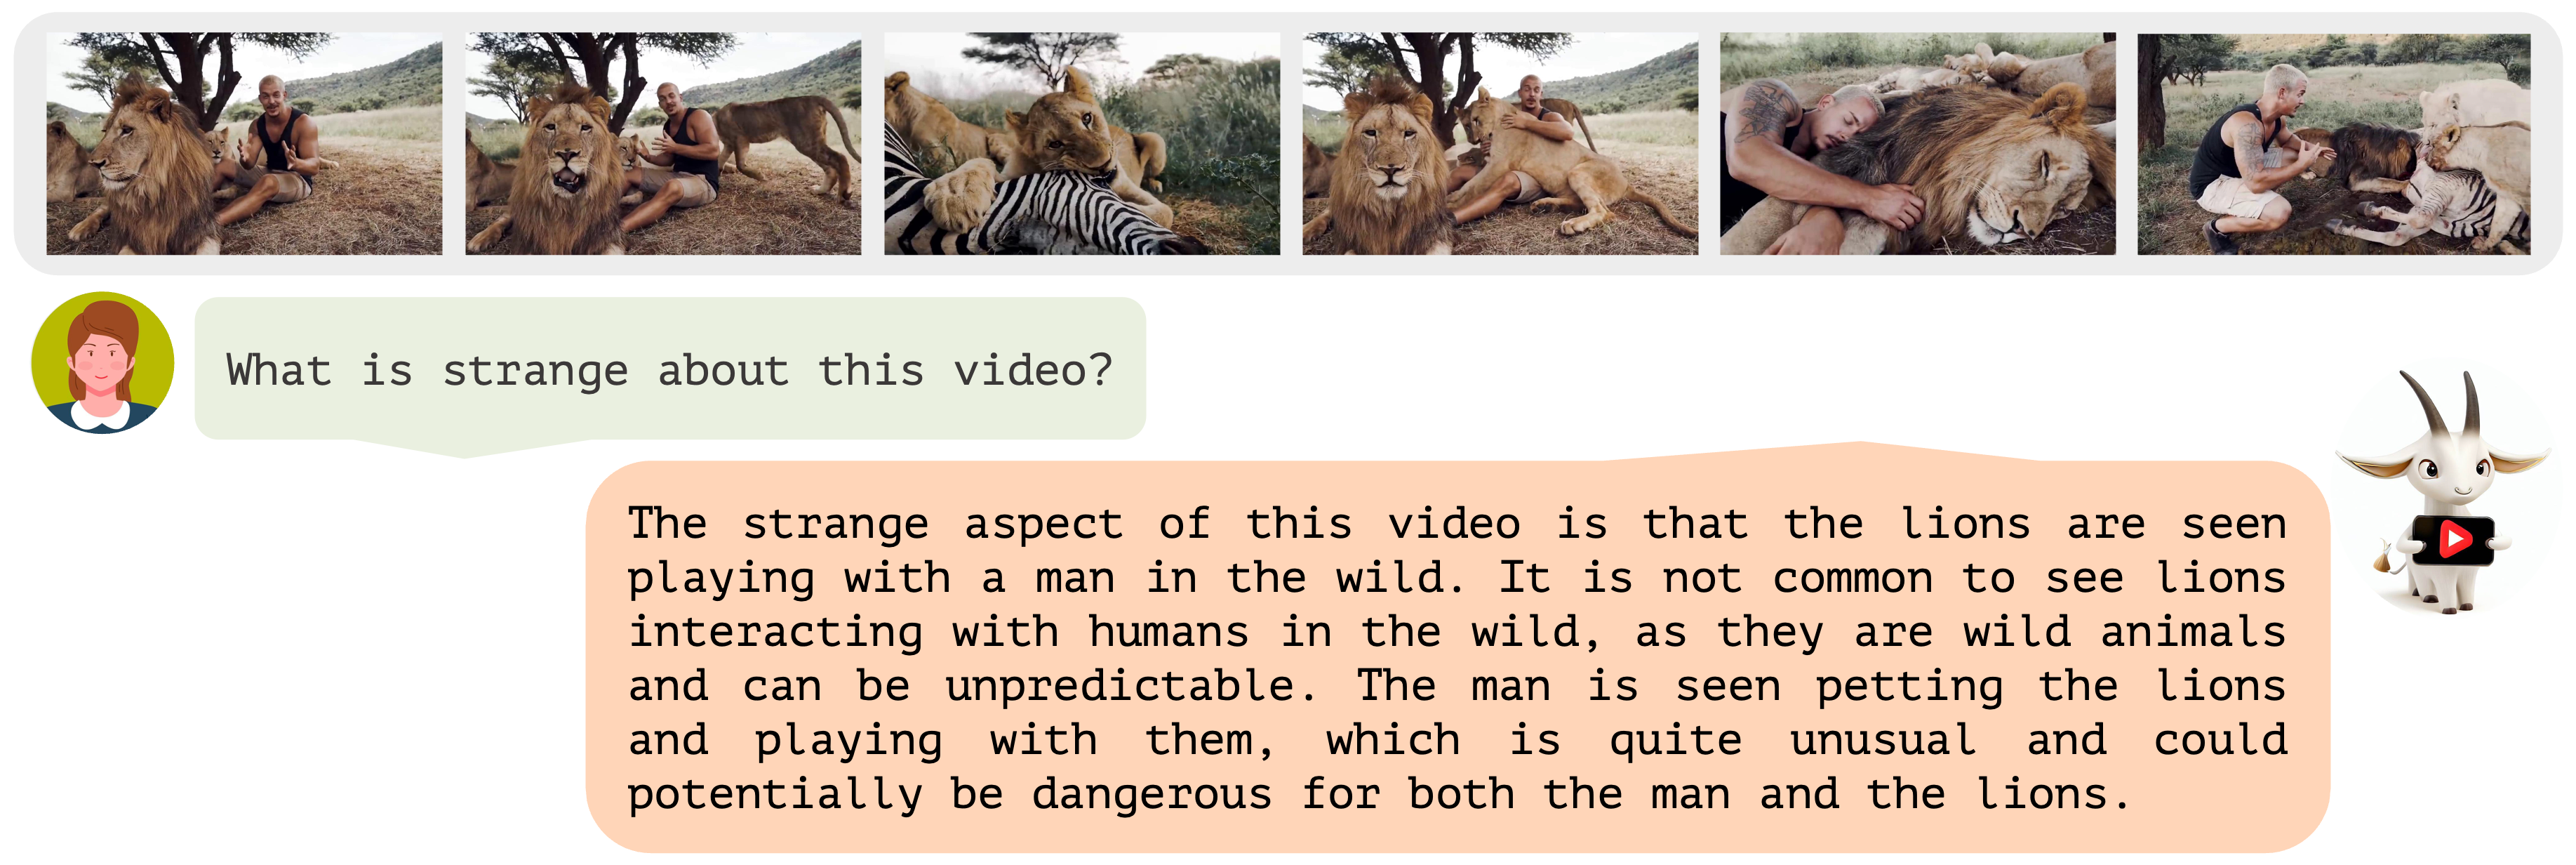 What is strange about this video?
The strange aspect of this video is that the lions are seen
playing with a man in the wild. It is not common to see lions
interacting with humans in the wild, as they are wild animals
and can be unpredictable. The man is seen petting the lions
and playing with them, which is quite unusual and could
potentially be dangerous for both the man and the lions.